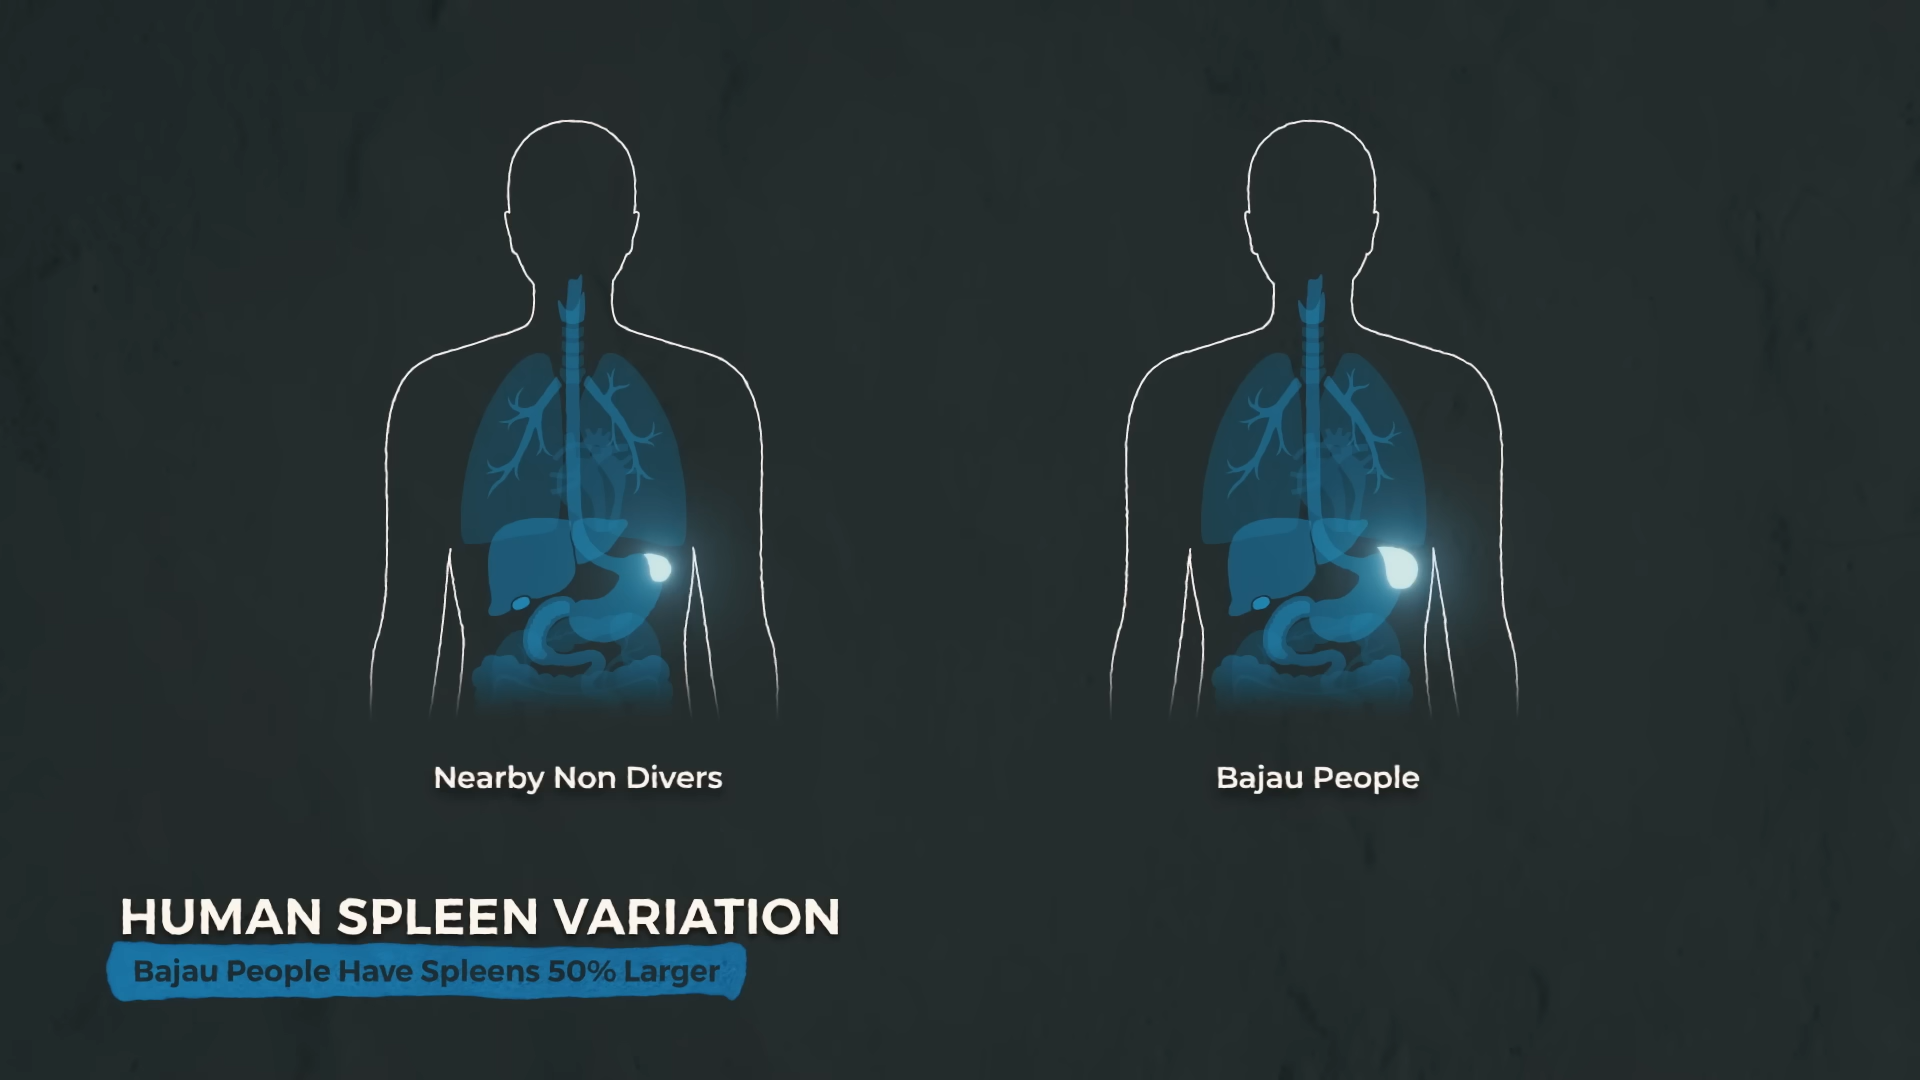 Nearby Non Divers
Bajau People
HUMAN SPLEEN VARIATION
Bajau People Have Spleens 50% Larger